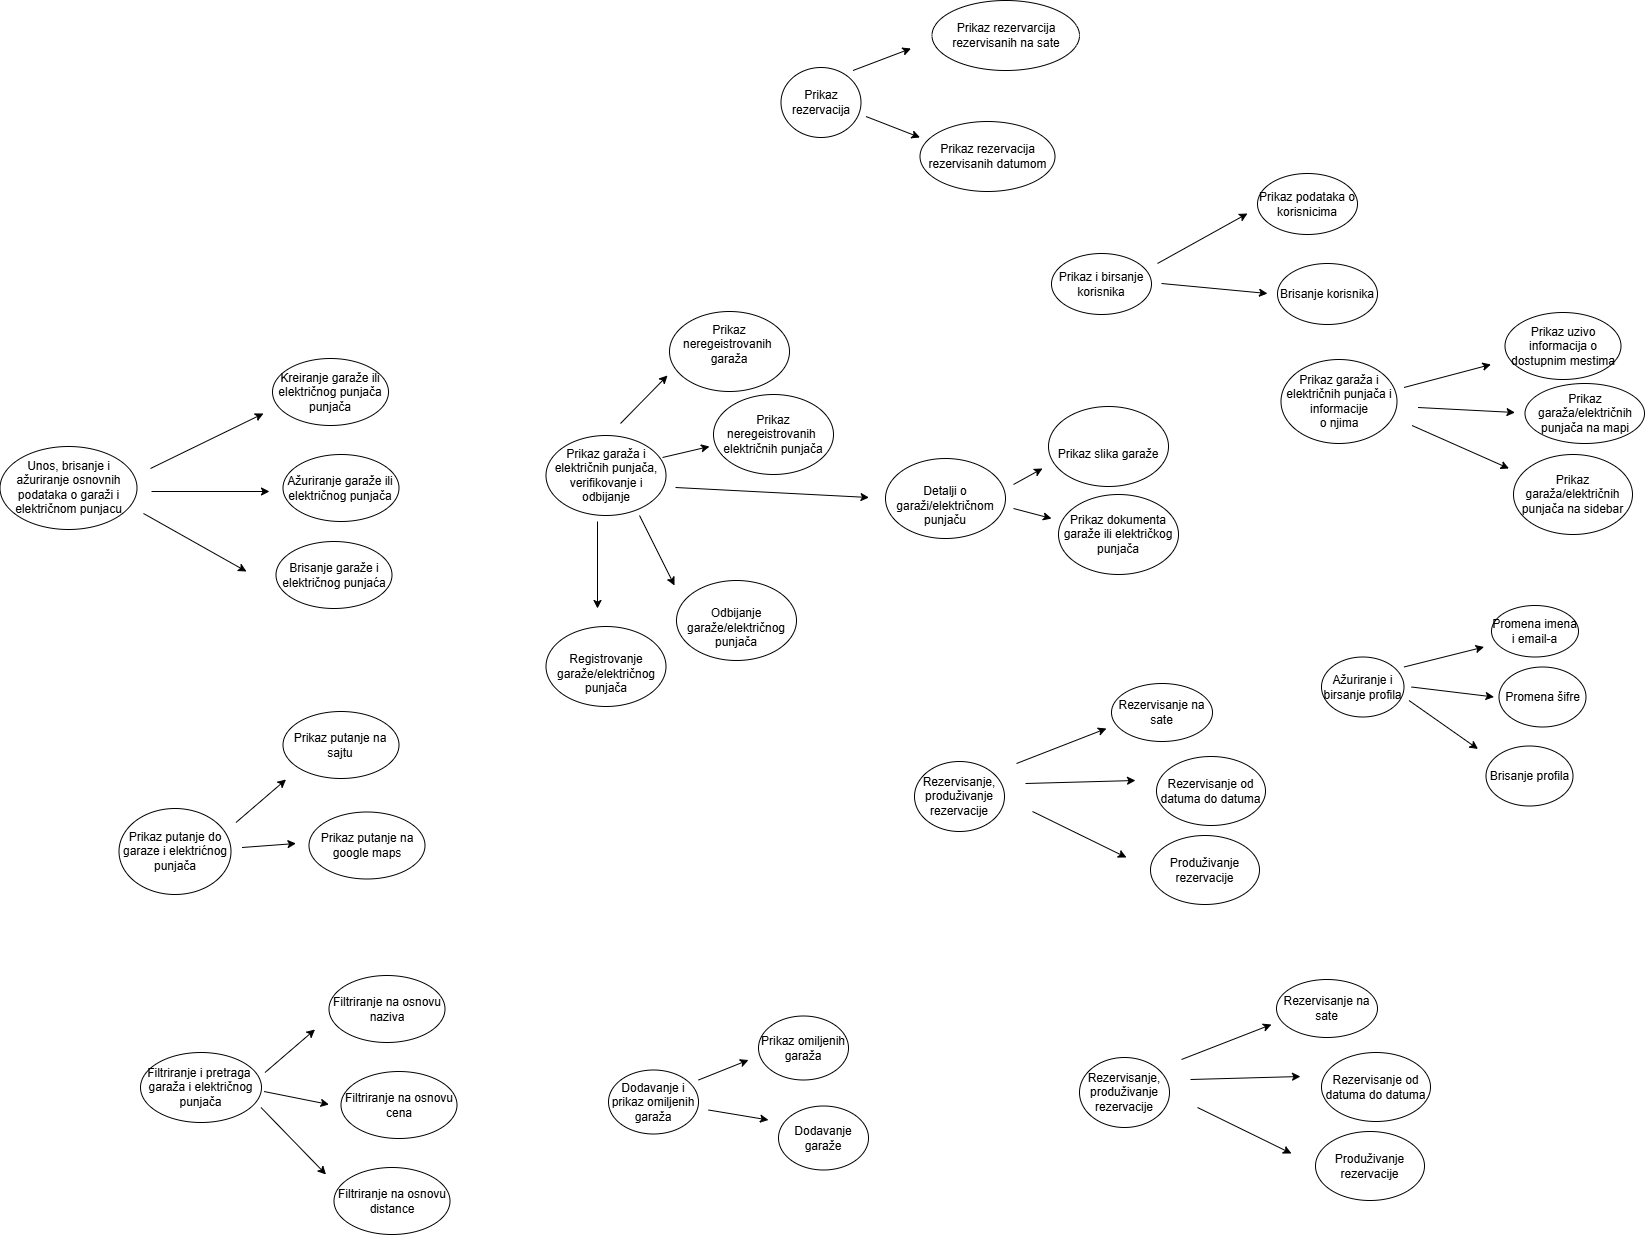 Prikaz rezervarcija
rezervisanih na sate
Prikaz
rezervacija
Prikaz rezervacija
rezervisanih datumom
Prikaz podataka o
korisnicima
Prikaz i birsanje
korisnika
Brisanje korisnika
Prikaz
neregeistrovanih
garaža
Prikaz uzivo
informacija o
dostupnim mestima
Kreiranje garaže ili
električnog punjača
punjača
Prikaz garaža i
električnih punjača i
informacije
o njima
Prikaz
garaža/električnih
punjača na mapi
Prikaz
neregeistrovanih
električnih punjača
Prikaz slika garaže
Unos, brisanje i
ažuriranje osnovnih
podataka o garaži i
električnom punjacu
Ažuriranje garaže ili
električnog punjača
Prikaz garaža i
električnih punjača,
verifikovanje i
odbijanje
Detalji o
garaži/električnom
punjaču
Prikaz
garaža/električnih
punjača na sidebar
Prikaz dokumenta
garaže ili električkog
punjača
Brisanje garaže i
električnog punjaća
Odbijanje
garaže/električnog
punjača
Registrovanje
garaže/električnog
punjača
Promena imena
i email-a
Ažuriranje i
birsanje profila
Promena šifre
Brisanje profila
Prikaz putanje na
sajtu
Prikaz putanje do
garaze i elektrićnog
punjača
Prikaz putanje na
google maps
Rezervisanje na
sate
Rezervisanje,
produživanje
rezervacije
Rezervisanje od
datuma do datuma
Produživanje
rezervacije
Filtriranje na osnovu
naziva
Filtriranje i pretraga
garaža i električnog
punjača
Filtriranje na osnovu
cena
Filtriranje na osnovu
distance
Prikaz omiljenih
garaža
Dodavanje i
prikaz omiljenih
garaža
Dodavanje
garaže
Rezervisanje na
sate
Rezervisanje,
produživanje
rezervacije
Rezervisanje od
datuma do datuma
Produživanje
rezervacije